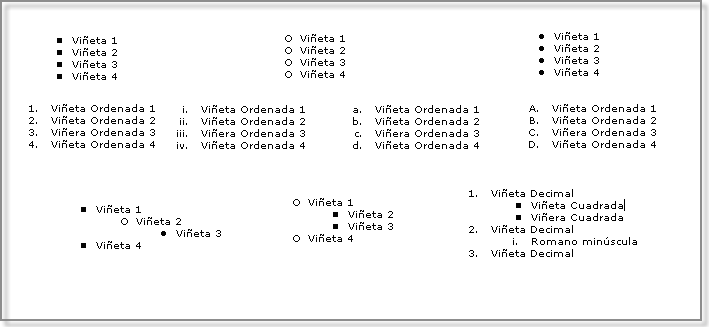 ■ Viñeta 1
■ Viñeta 2
■ Viñeta 3
■ Viñeta 4
○ Viñeta 1
○ Viñeta 2
○ Viñeta 3
○ Viñeta 4
● Viñeta 1
● Viñeta 2
● Viñeta 3
● Viñeta 4
1. Viñeta Ordenada 1
2. Viñeta Ordenada 2
3. Viñera Ordenada 3
4. Viñeta Ordenada 4
i. Viñeta Ordenada 1
ii. Viñeta Ordenada 2
iii. Viñera Ordenada 3
iv. Viñeta Ordenada 4
a. Viñeta Ordenada 1
b. Viñeta Ordenada 2
c. Viñera Ordenada 3
d. Viñeta Ordenada 4
A. Viñeta Ordenada 1
B. Viñeta Ordenada 2
C. Viñera Ordenada 3
D. Viñeta Ordenada 4
■ Viñeta 1
○ Viñeta 2
● Viñeta 3
■ Viñeta 4
○ Viñeta 1
■ Viñeta 2
■ Viñeta 3
○ Viñeta 4
1. Viñeta Decimal
■ Viñeta Cuadrada
■ Viñera Cuadrada
2. Viñeta Decimal
i. Romano minúscula
3. Viñeta Decimal